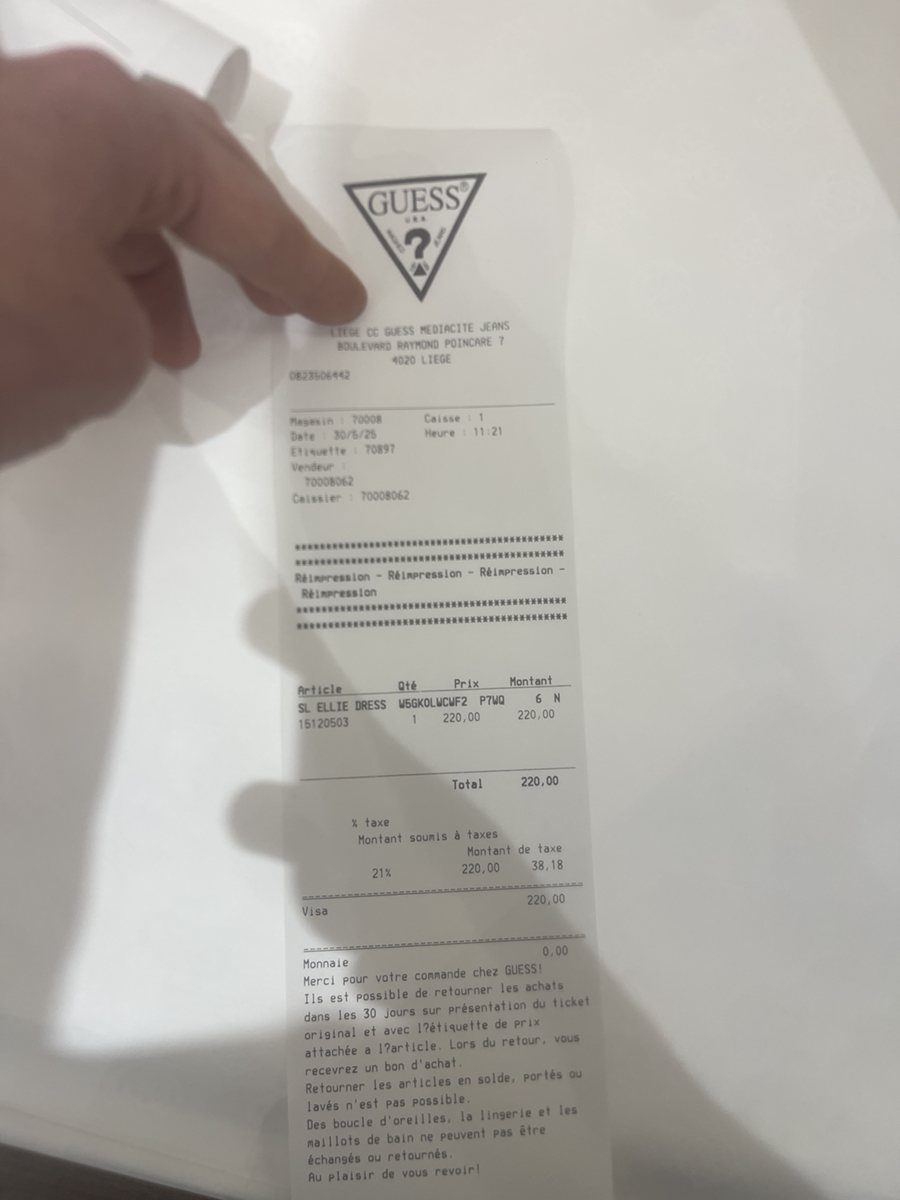 GUESS®
USA
WASHED JEANS
?
LIEGE CC GUESS MEDIACITE JEANS
BOULEVARD RAYMOND POINCARE 7
4020 LIEGE
0823506442
Magasin : 70008 Caisse : 1
Date : 30/5/25 Heure : 11:21
Etiquette : 70897
Vendeur :
70008062
Caissier : 70008062
******************************************
******************************************
Réimpression - Réimpression - Réimpression -
Réimpression
******************************************
******************************************
Article Qté Prix Montant
SL ELLIE DRESS W5GK0LWCWF2 P7WQ 6 N
15120503 1 220,00 220,00
Total 220,00
% taxe
Montant soumis à taxes
Montant de taxe
21% 220,00 38,18
Visa 220,00
Monnaie 0,00
Merci pour votre commande chez GUESS!
Ils est possible de retourner les achats
dans les 30 jours sur présentation du ticket
original et avec l?étiquette de prix
attachée a l?article. Lors du retour, vous
recevrez un bon d'achat.
Retourner les articles en solde, portés ou
lavés n'est pas possible.
Des boucle d'oreilles, la lingerie et les
maillots de bain ne peuvent pas être
échangés ou retournés.
Au plaisir de vous revoir!